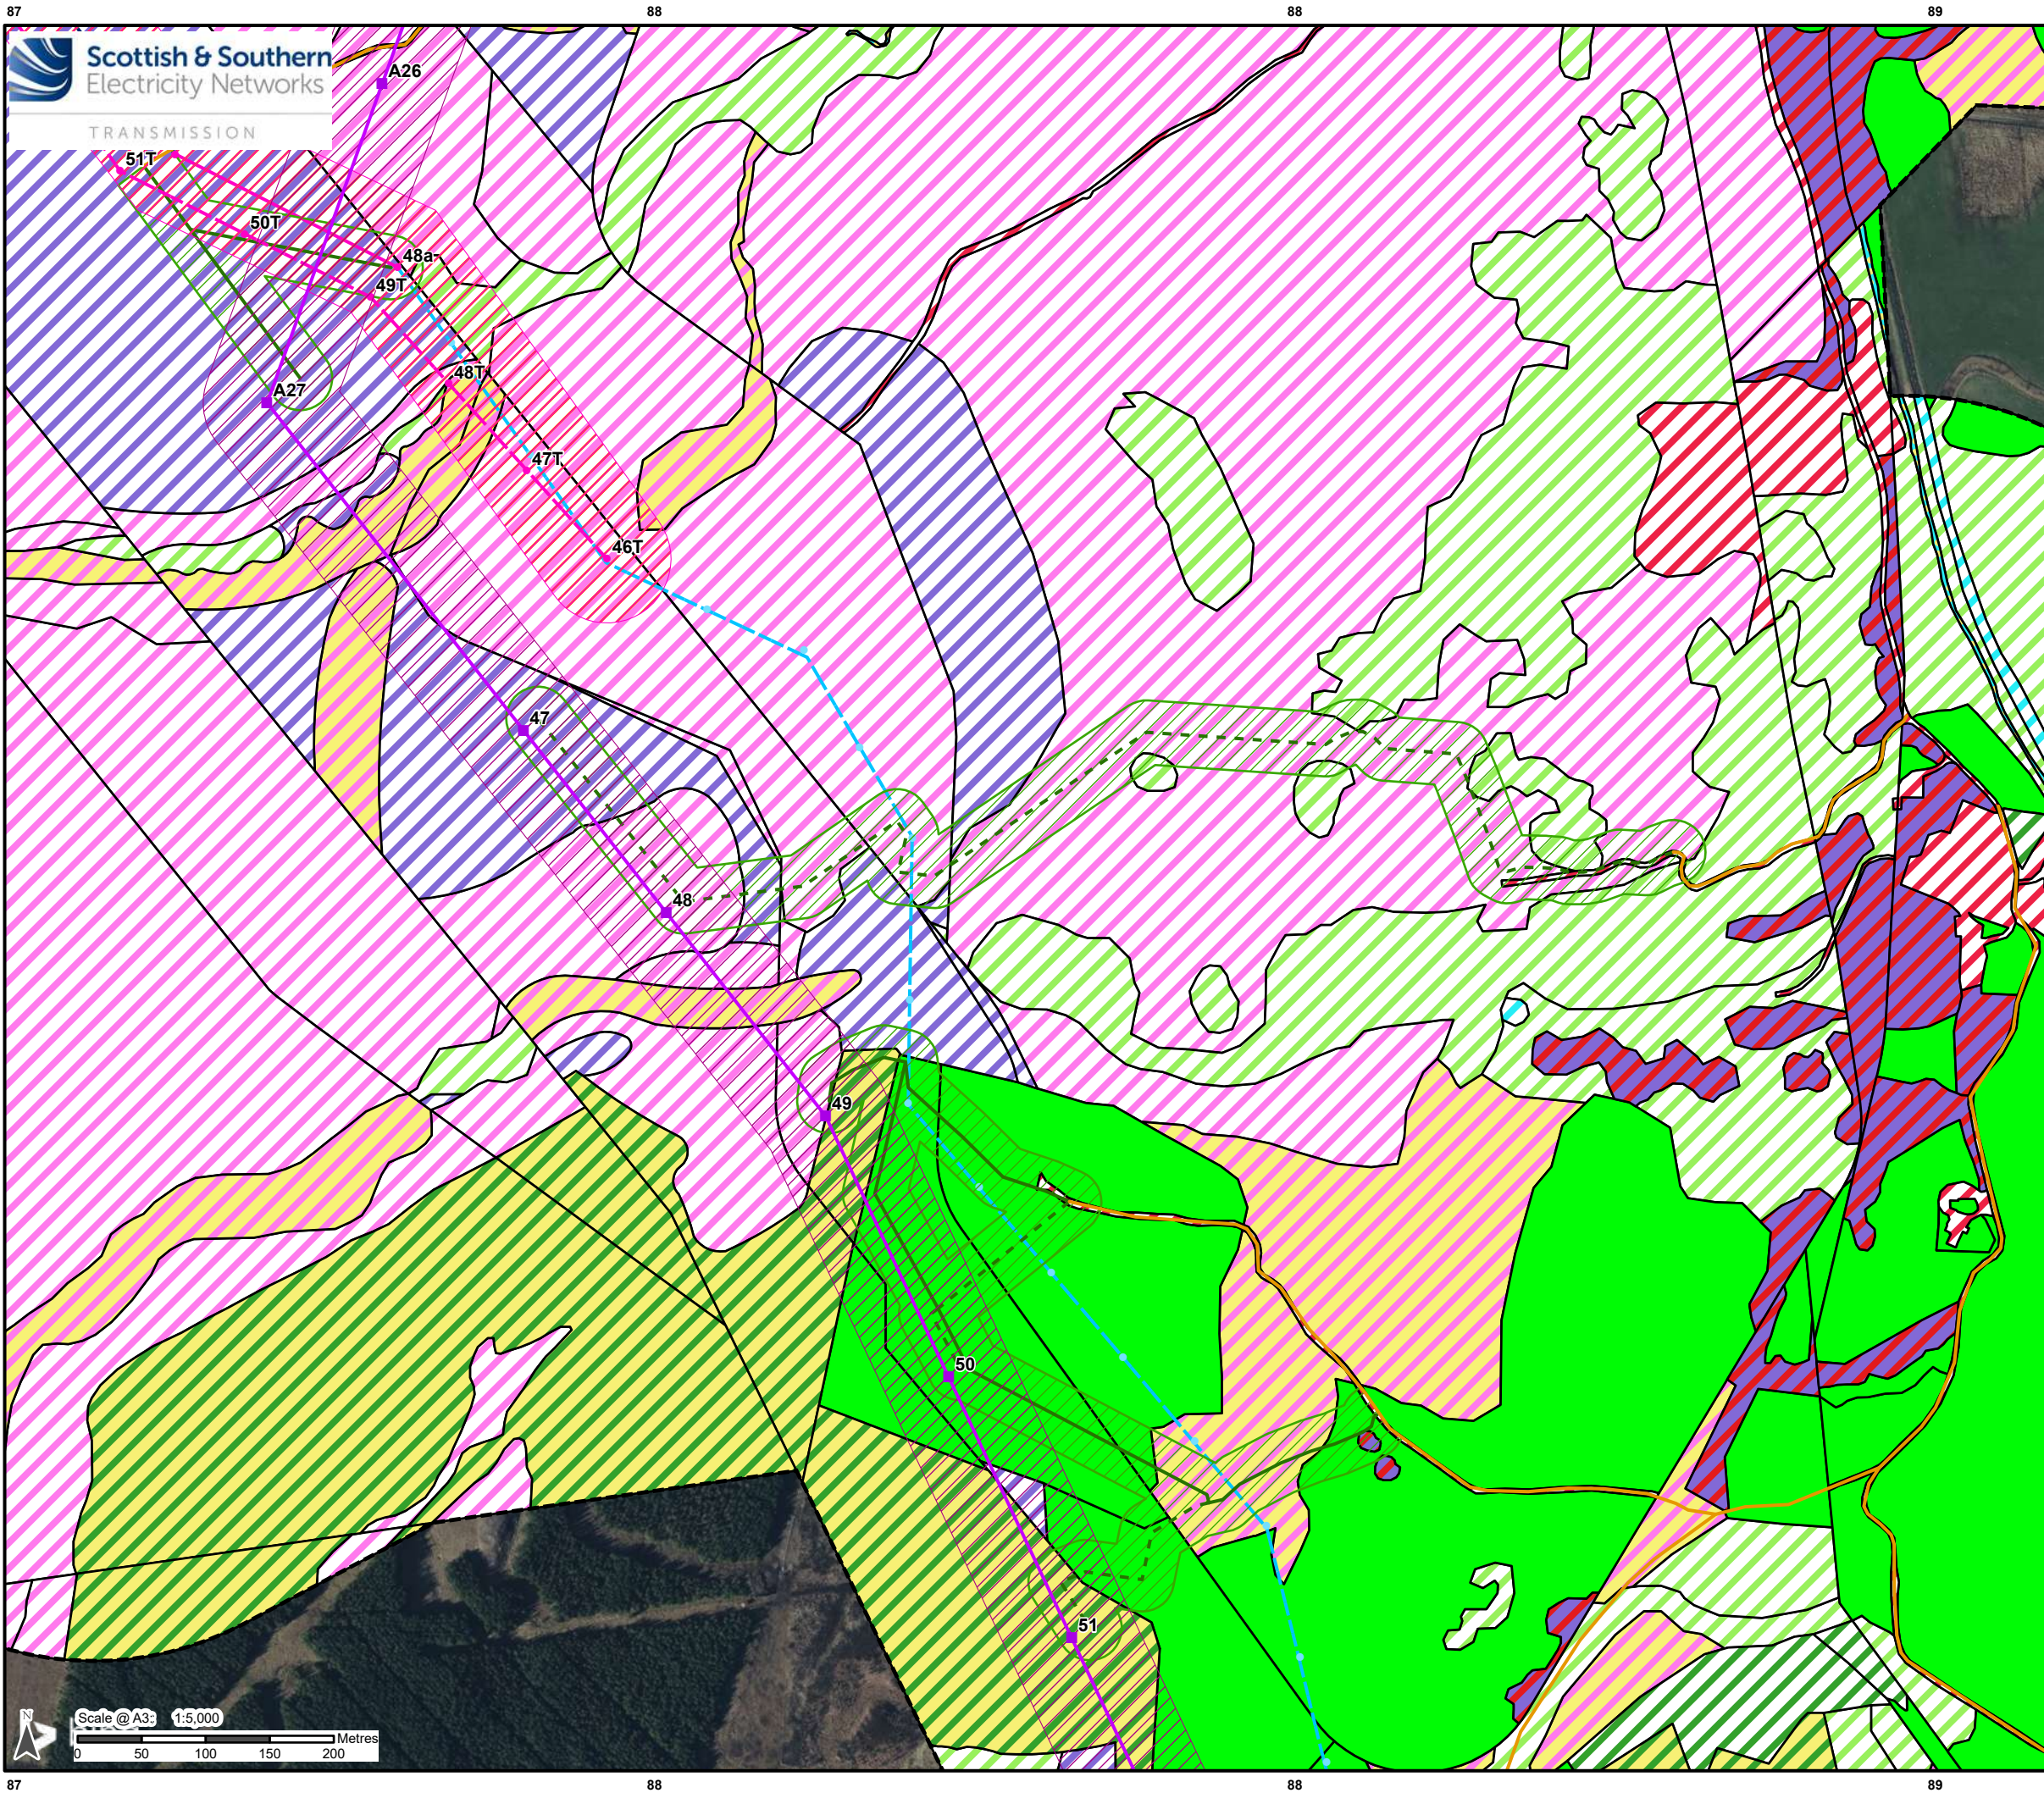 87 88 88 89
Scottish & Southern
Electricity Networks
TRANSMISSION
A26
51T
50T
48a
49T
48T
A27
47T
46T
47
48
49
50
51
N
Scale @ A3: 1:5,000
Metres
0 50 100 150 200
87 88 88 89